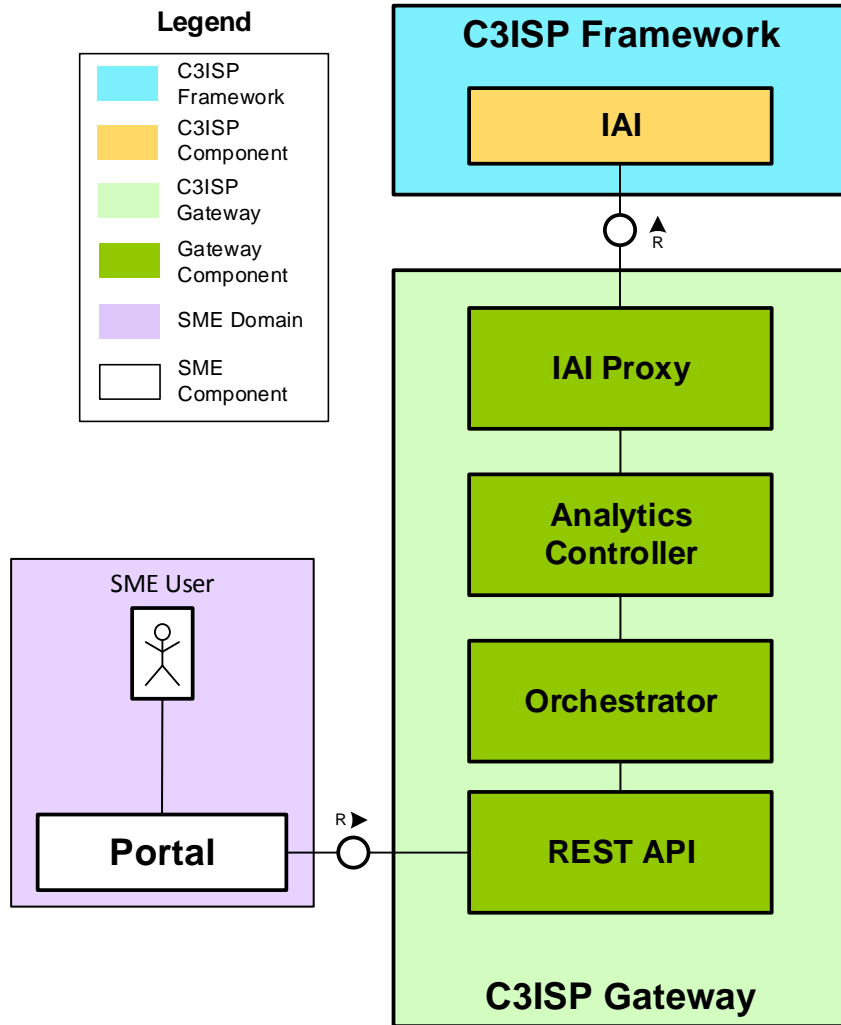 Legend
C3ISP
Framework
C3ISP
Component
C3ISP
Gateway
Gateway
Component
SME Domain
SME
Component
C3ISP Framework
IAI
R
IAI Proxy
Analytics
Controller
Orchestrator
REST API
C3ISP Gateway
SME User
Portal
R